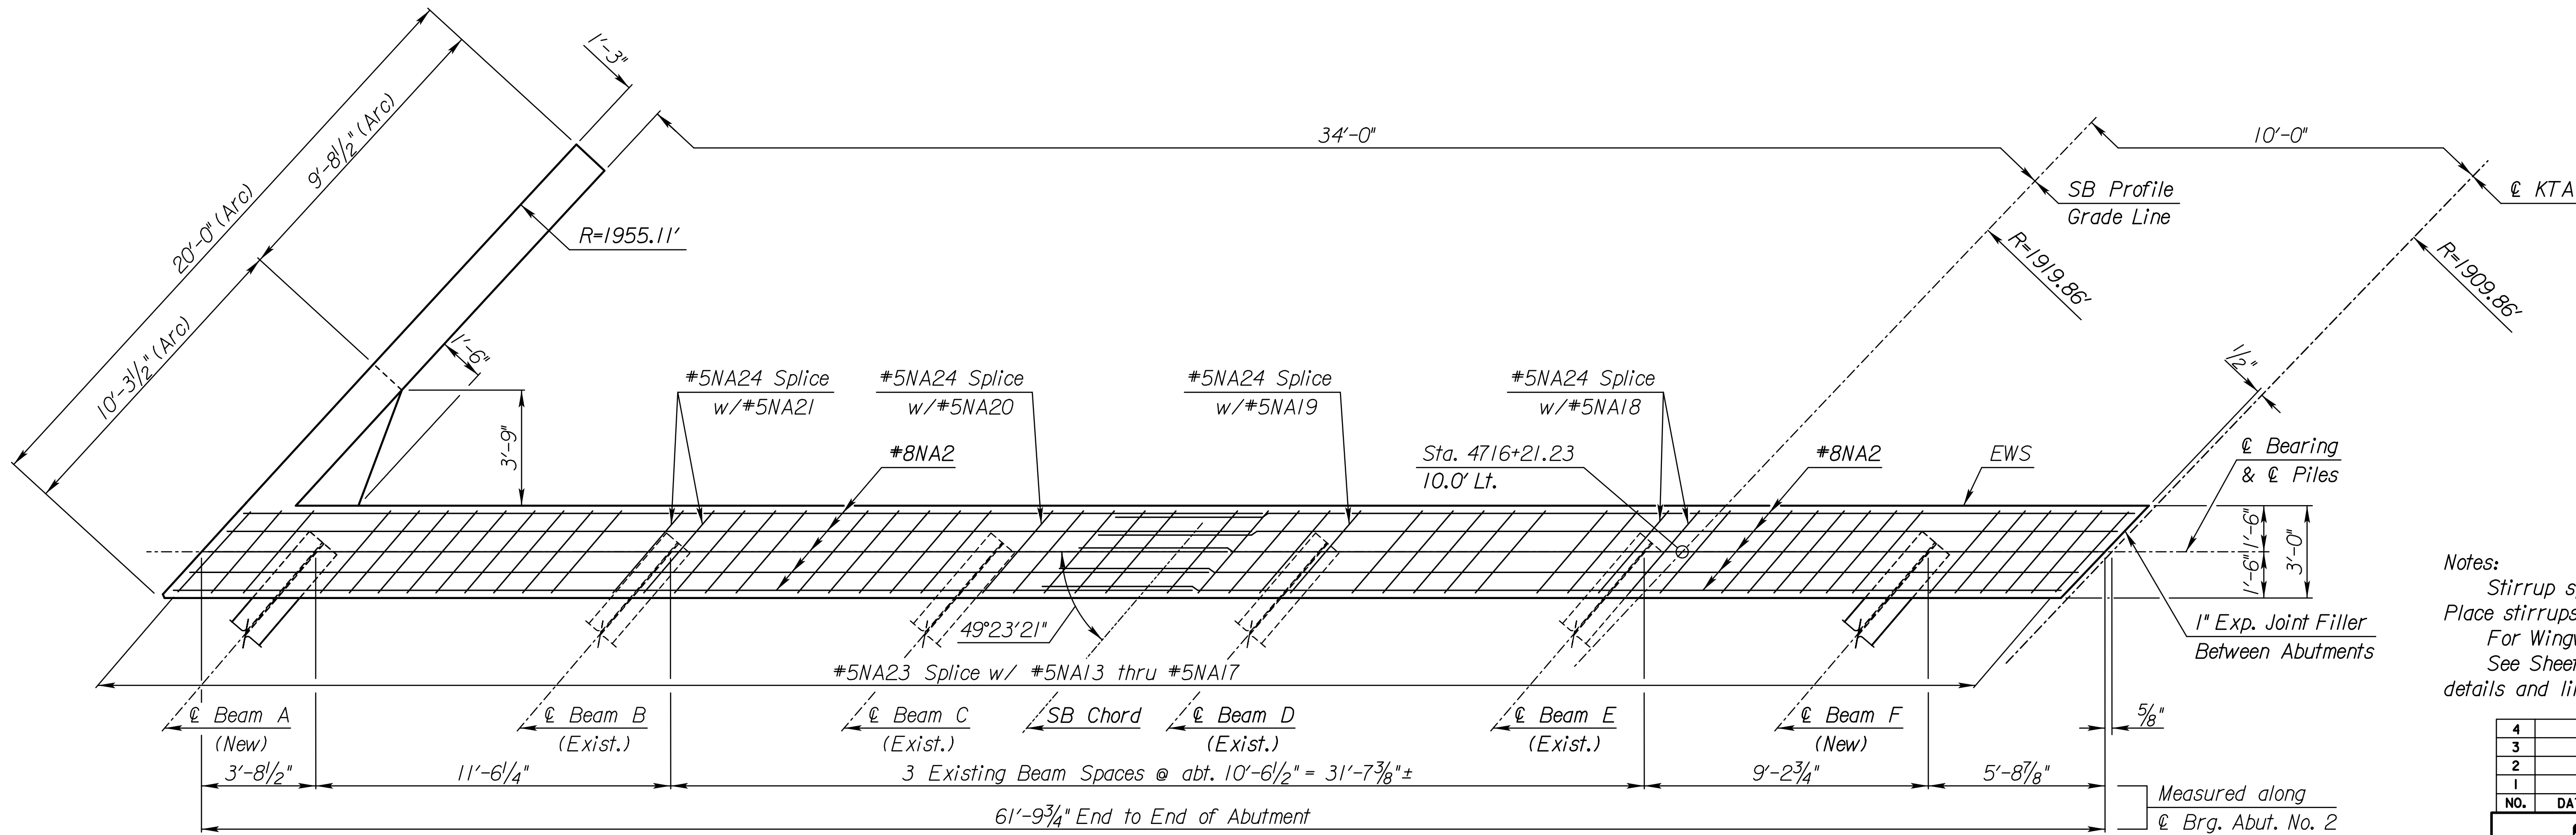 1'-3"
34'-0"
10'-0"
9'-8½" (Arc)
20'-0" (Arc)
10'-3½" (Arc)
SB Profile
Grade Line
℄ KTA
R=1955.11'
R=1919.86'
R=1909.86'
1'-6"
½"
3'-9"
#5NA24 Splice
w/#5NA21
#5NA24 Splice
w/#5NA20
#5NA24 Splice
w/#5NA19
#5NA24 Splice
w/#5NA18
#8NA2
Sta. 4716+21.23
10.0' Lt.
#8NA2
EWS
℄ Bearing
& ℄ Piles
1'-6"
1'-6"
3'-0"
49°23'21"
1" Exp. Joint Filler
Between Abutments
Notes:
Stirrup s
Place stirrups
For Wingw
See Sheet
details and li
#5NA23 Splice w/ #5NA13 thru #5NA17
℄ Beam A
(New)
℄ Beam B
(Exist.)
℄ Beam C
(Exist.)
SB Chord
℄ Beam D
(Exist.)
℄ Beam E
(Exist.)
℄ Beam F
(New)
⅝"
3'-8½"
11'-6¼"
3 Existing Beam Spaces @ abt. 10'-6½" = 31'-7⅜"±
9'-2¾"
5'-8⅞"
61'-9¾" End to End of Abutment
Measured along
℄ Brg. Abut. No. 2
4
3
2
1
NO. DA